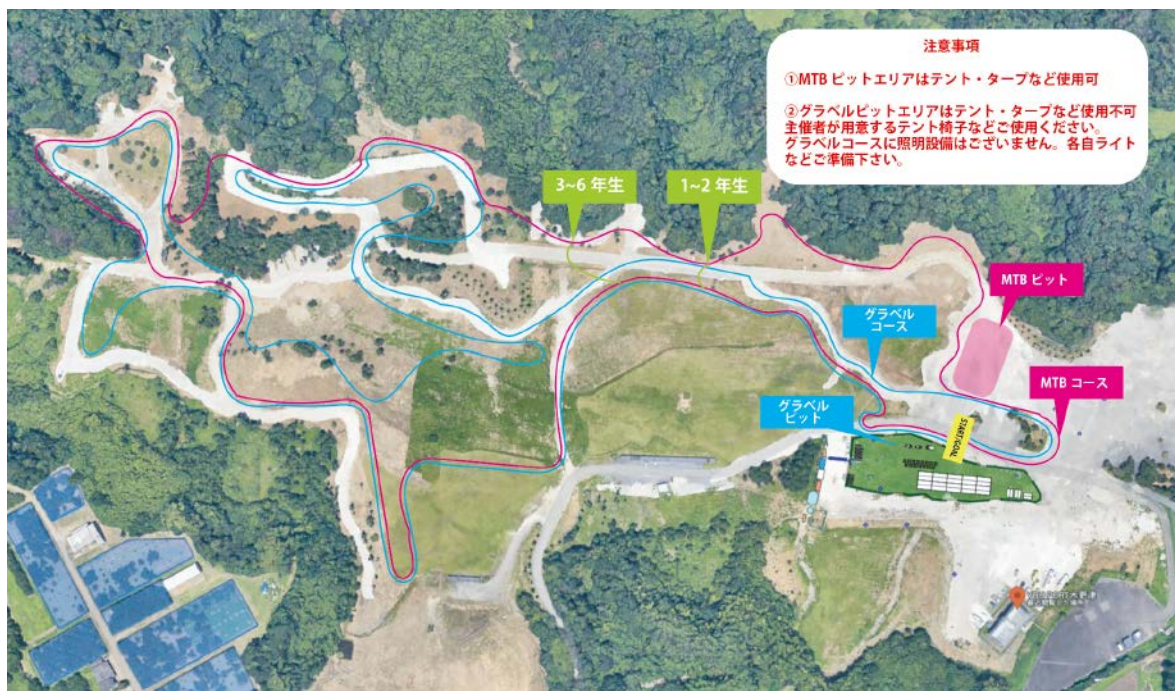 注意事項
①MTB ピットエリアはテント・タープなど使用可
②グラベルピットエリアはテント・タープなど使用不可
主催者が用意するテント椅子などご使用ください。
グラベルコースに照明設備はございません。各自ライト
などご準備下さい。
3~6 年生
1~2 年生
MTB ピット
グラベル
コース
MTB コース
グラベル
ピット
START/GOAL